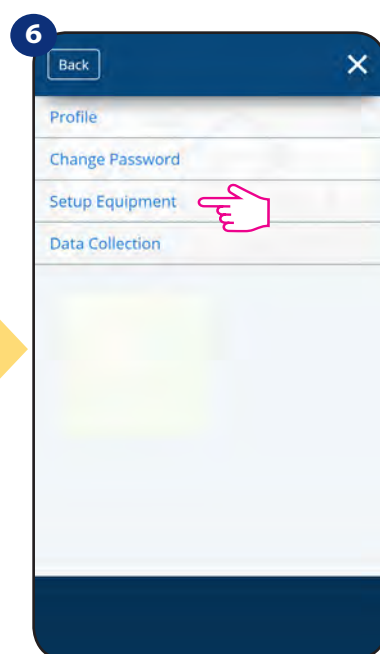 6
Back
Profile
Change Password
Setup Equipment
Data Collection